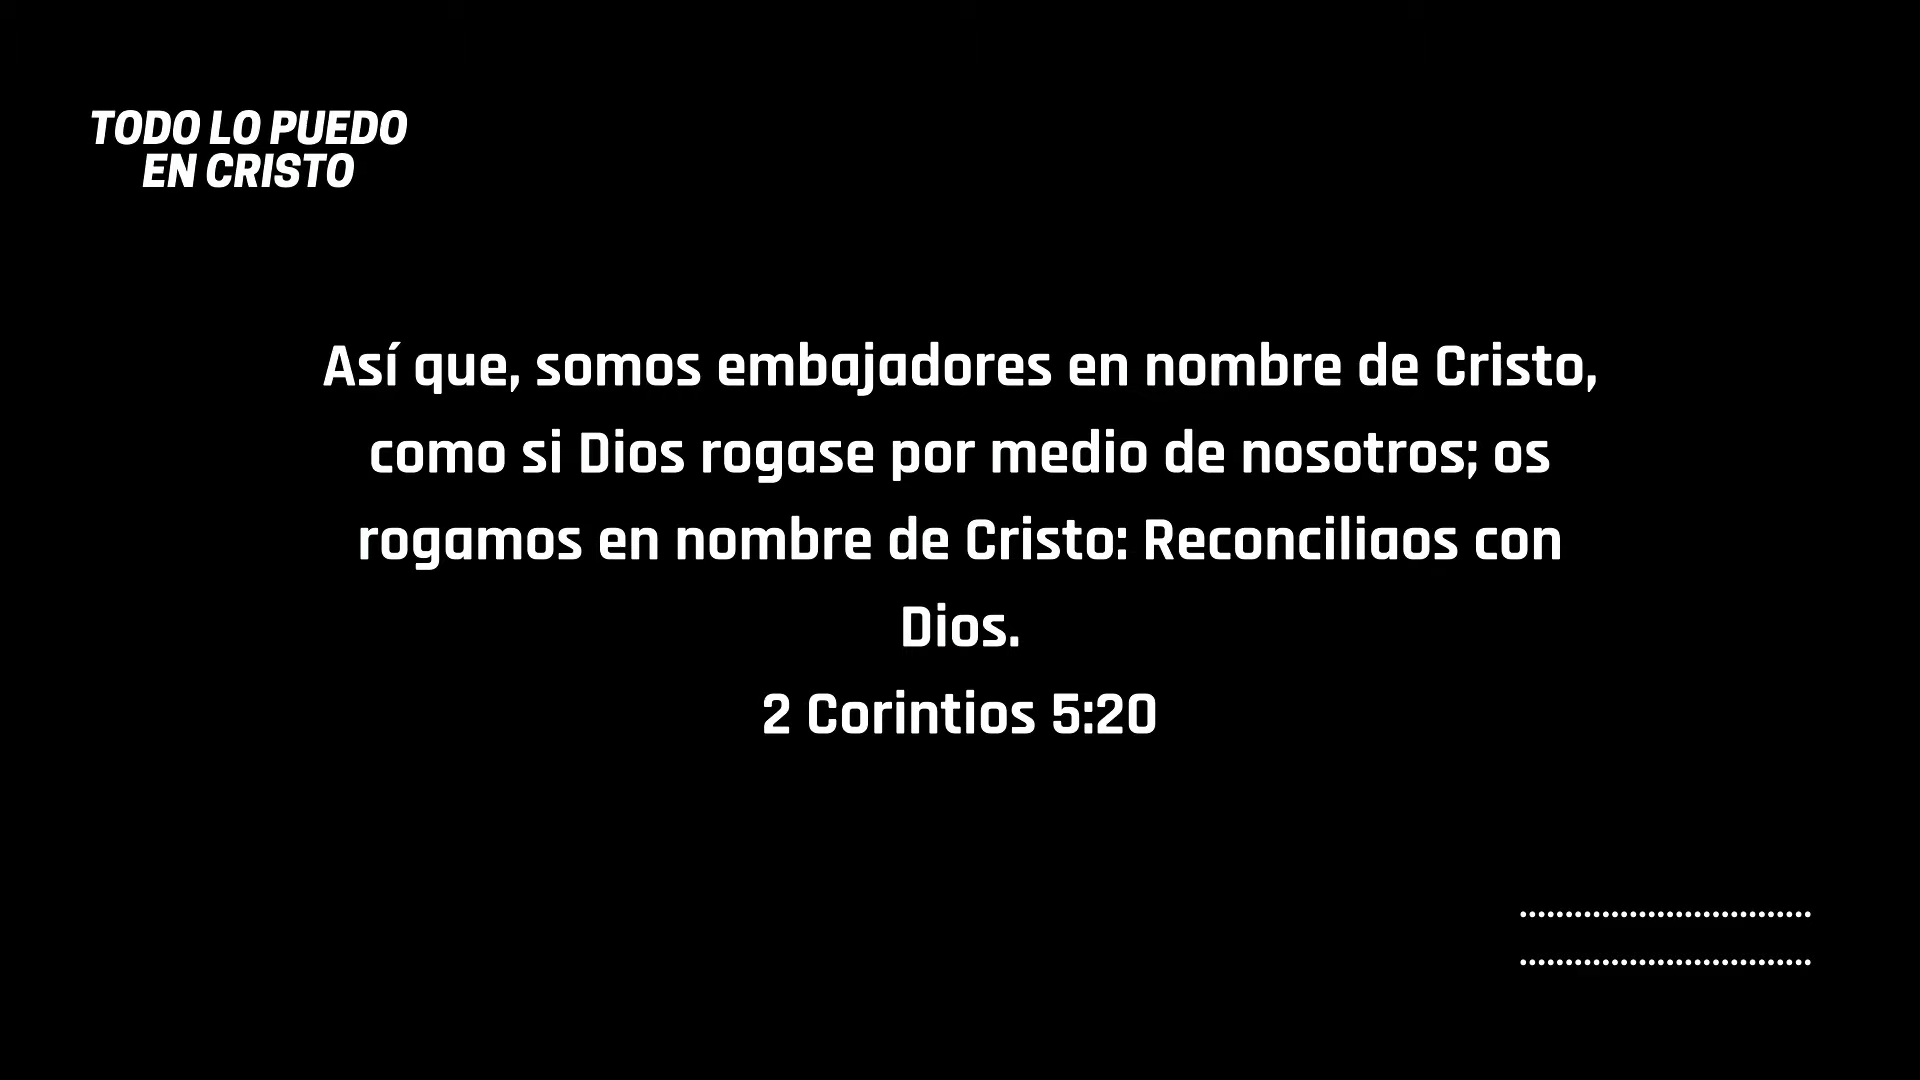 TODO LO PUEDO
EN CRISTO
Así que, somos embajadores en nombre de Cristo,
como si Dios rogase por medio de nosotros; os
rogamos en nombre de Cristo: Reconciliaos con
Dios.
2 Corintios 5:20